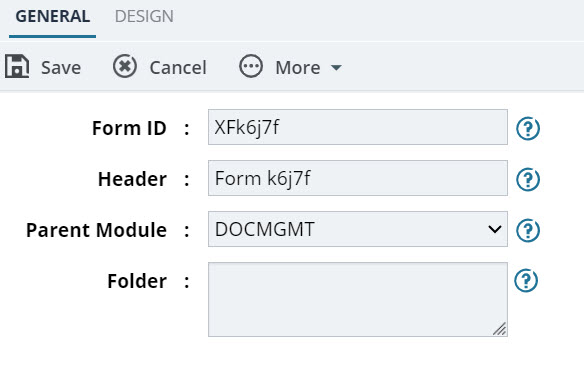 GENERAL DESIGN
Save Cancel More
Form ID : XFk6j7f
Header : Form k6j7f
Parent Module : DOCMGMT
Folder :